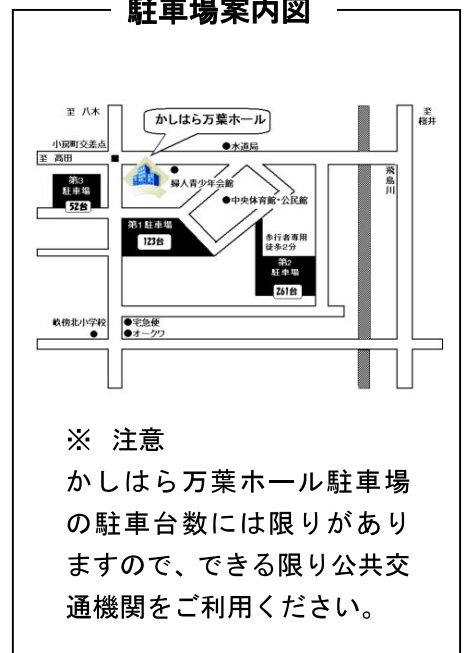 駐車場案内図
至 八木
かしはら万葉ホール
至
桜井
小房町交差点
●水道局
至 高田
飛鳥川
婦人青少年会館
第3
駐車場
52台
●中央体育館・公民館
第1駐車場
123台
歩行者専用
徒歩2分
第2
駐車場
261台
畝傍北小学校
●宅急便
●オークワ
※ 注意
かしはら万葉ホール駐車場
の駐車台数には限りがあり
ますので、できる限り公共交
通機関をご利用ください。